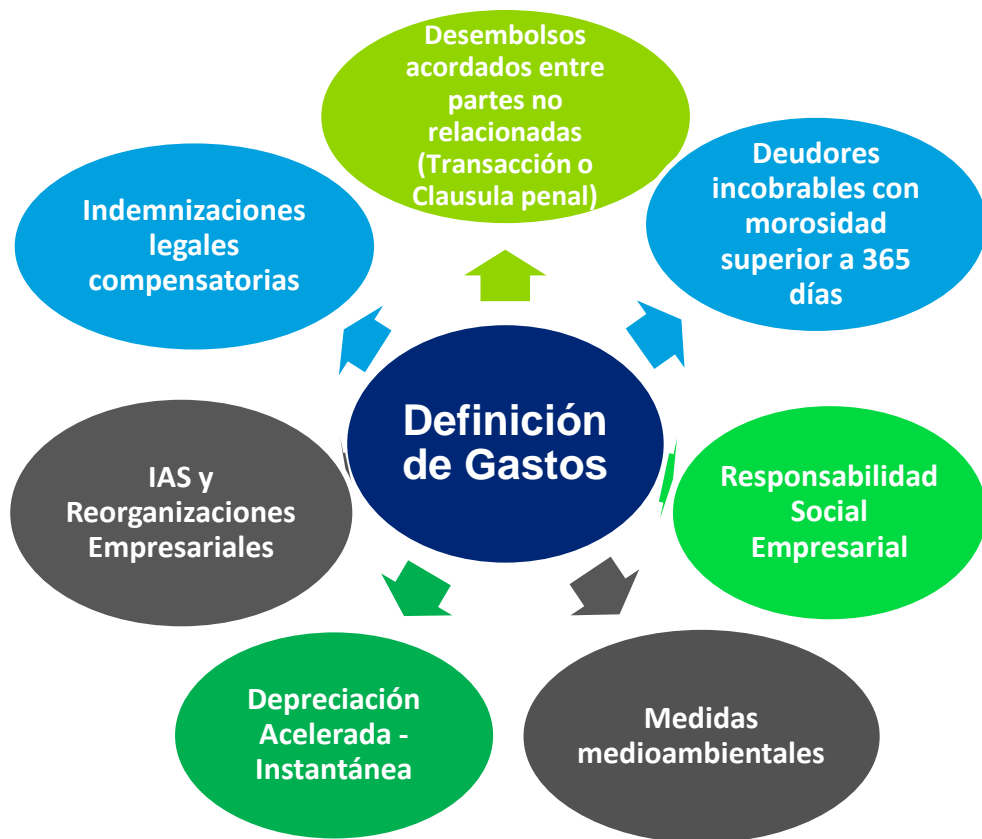 Desembolsos
acordados entre
partes no
relacionadas
(Transacción o
Clausula penal)
Deudores
incobrables con
morosidad
superior a 365
días
Responsabilidad
Social
Empresarial
Medidas
medioambientales
Depreciación
Acelerada -
Instantánea
IAS y
Reorganizaciones
Empresariales
Indemnizaciones
legales
compensatorias
Definición
de Gastos